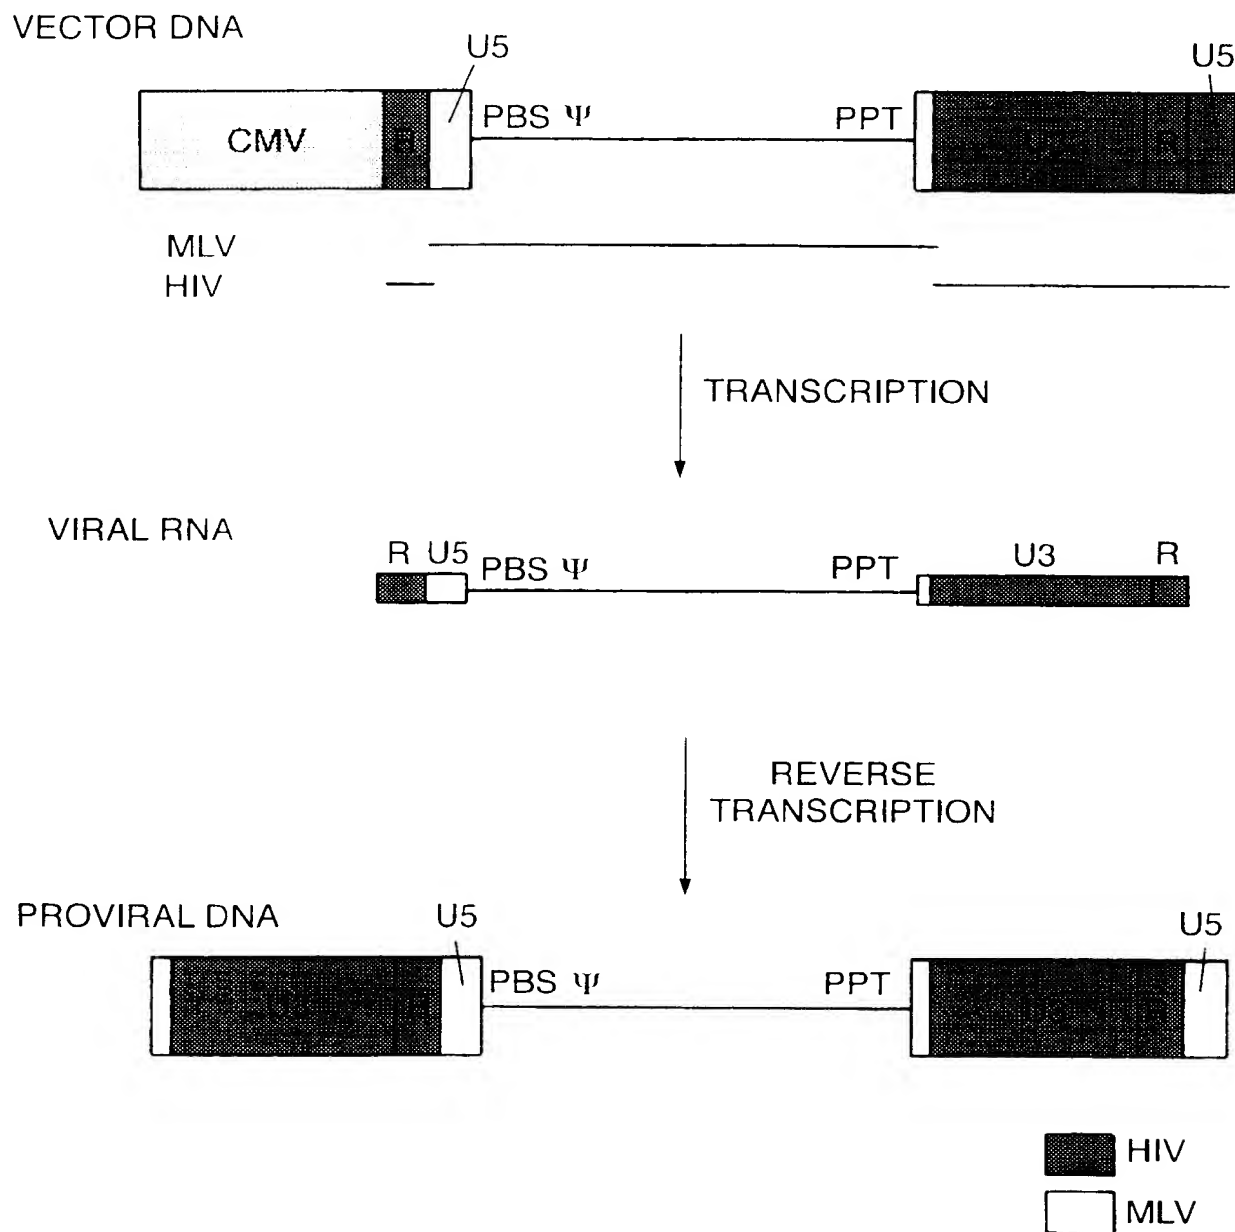 VECTOR DNA
U5
U5
CMV
R
PBS Ψ
PPT
R
MLV
HIV
TRANSCRIPTION
VIRAL RNA
R U5
PBS Ψ
PPT
U3
R
REVERSE
TRANSCRIPTION
PROVIRAL DNA
U5
U5
PBS Ψ
PPT
HIV
MLV